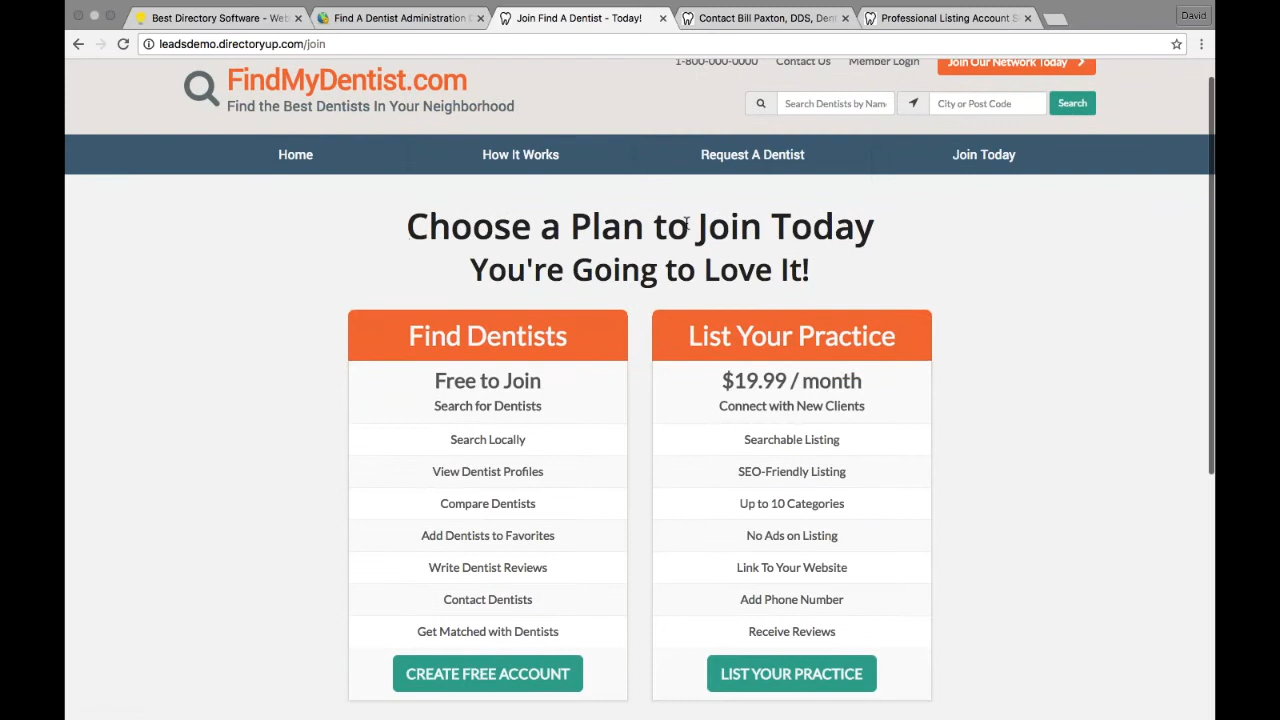 Best Directory Software - Web
Find A Dentist Administration
Join Find A Dentist - Today!
Contact Bill Paxton, DDS, Den
Professional Listing Account S
David
leadsdemo.directoryup.com/join
FindMyDentist.com
Find the Best Dentists In Your Neighborhood
1-800-000-0000
Contact Us
Member Login
Join Our Network Today
Search Dentists by Name
City or Post Code
Search
Home
How It Works
Request A Dentist
Join Today
Choose a Plan to Join Today
You're Going to Love It!
Find Dentists
Free to Join
Search for Dentists
Search Locally
View Dentist Profiles
Compare Dentists
Add Dentists to Favorites
Write Dentist Reviews
Contact Dentists
Get Matched with Dentists
CREATE FREE ACCOUNT
List Your Practice
$19.99 / month
Connect with New Clients
Searchable Listing
SEO-Friendly Listing
Up to 10 Categories
No Ads on Listing
Link To Your Website
Add Phone Number
Receive Reviews
LIST YOUR PRACTICE